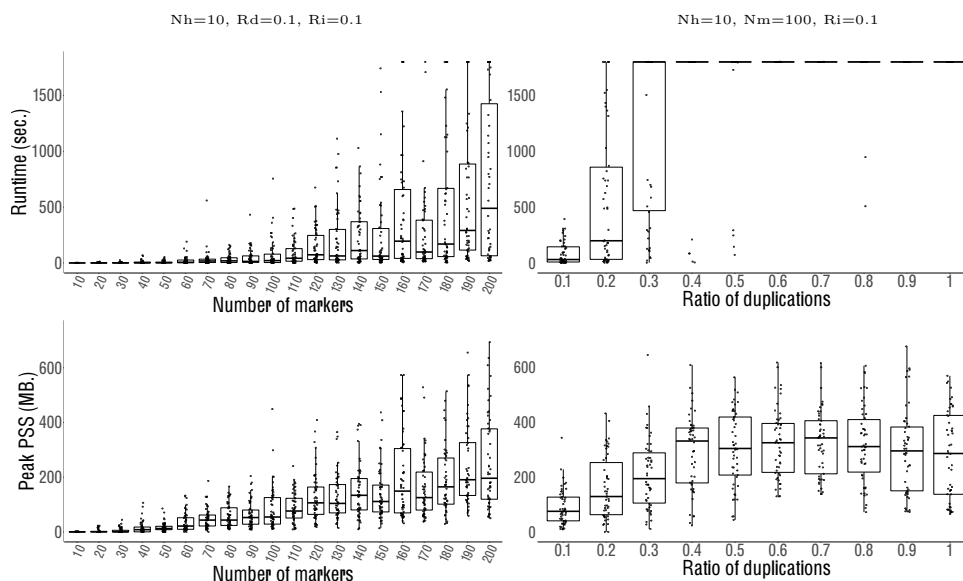 Nh=10, Rd=0.1, Ri=0.1
Nh=10, Nm=100, Ri=0.1
Runtime (sec.)
1500
1000
500
0
10 20 30 40 50 60 70 80 90 100 110 120 130 140 150 160 170 180 190 200
Number of markers
1500
1000
500
0
0.1 0.2 0.3 0.4 0.5 0.6 0.7 0.8 0.9 1
Ratio of duplications
Peak PSS (MB.)
600
400
200
0
10 20 30 40 50 60 70 80 90 100 110 120 130 140 150 160 170 180 190 200
Number of markers
600
400
200
0
0.1 0.2 0.3 0.4 0.5 0.6 0.7 0.8 0.9 1
Ratio of duplications